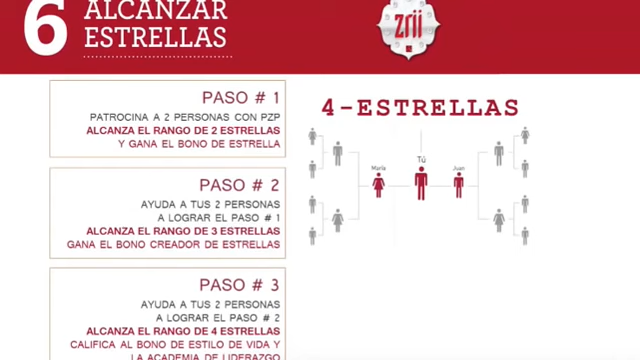 6
ALCANZAR
ESTRELLAS
zrii
PASO # 1
PATROCINA A 2 PERSONAS CON PZP
ALCANZA EL RANGO DE 2 ESTRELLAS
Y GANA EL BONO DE ESTRELLA
PASO # 2
AYUDA A TUS 2 PERSONAS
A LOGRAR EL PASO # 1
ALCANZA EL RANGO DE 3 ESTRELLAS
GANA EL BONO CREADOR DE ESTRELLAS
PASO # 3
AYUDA A TUS 2 PERSONAS
A LOGRAR EL PASO # 2
ALCANZA EL RANGO DE 4 ESTRELLAS
CALIFICA AL BONO DE ESTILO DE VIDA Y
LA ACADEMIA DE LIDERAZGO
4-ESTRELLAS
Tú
María
Juan